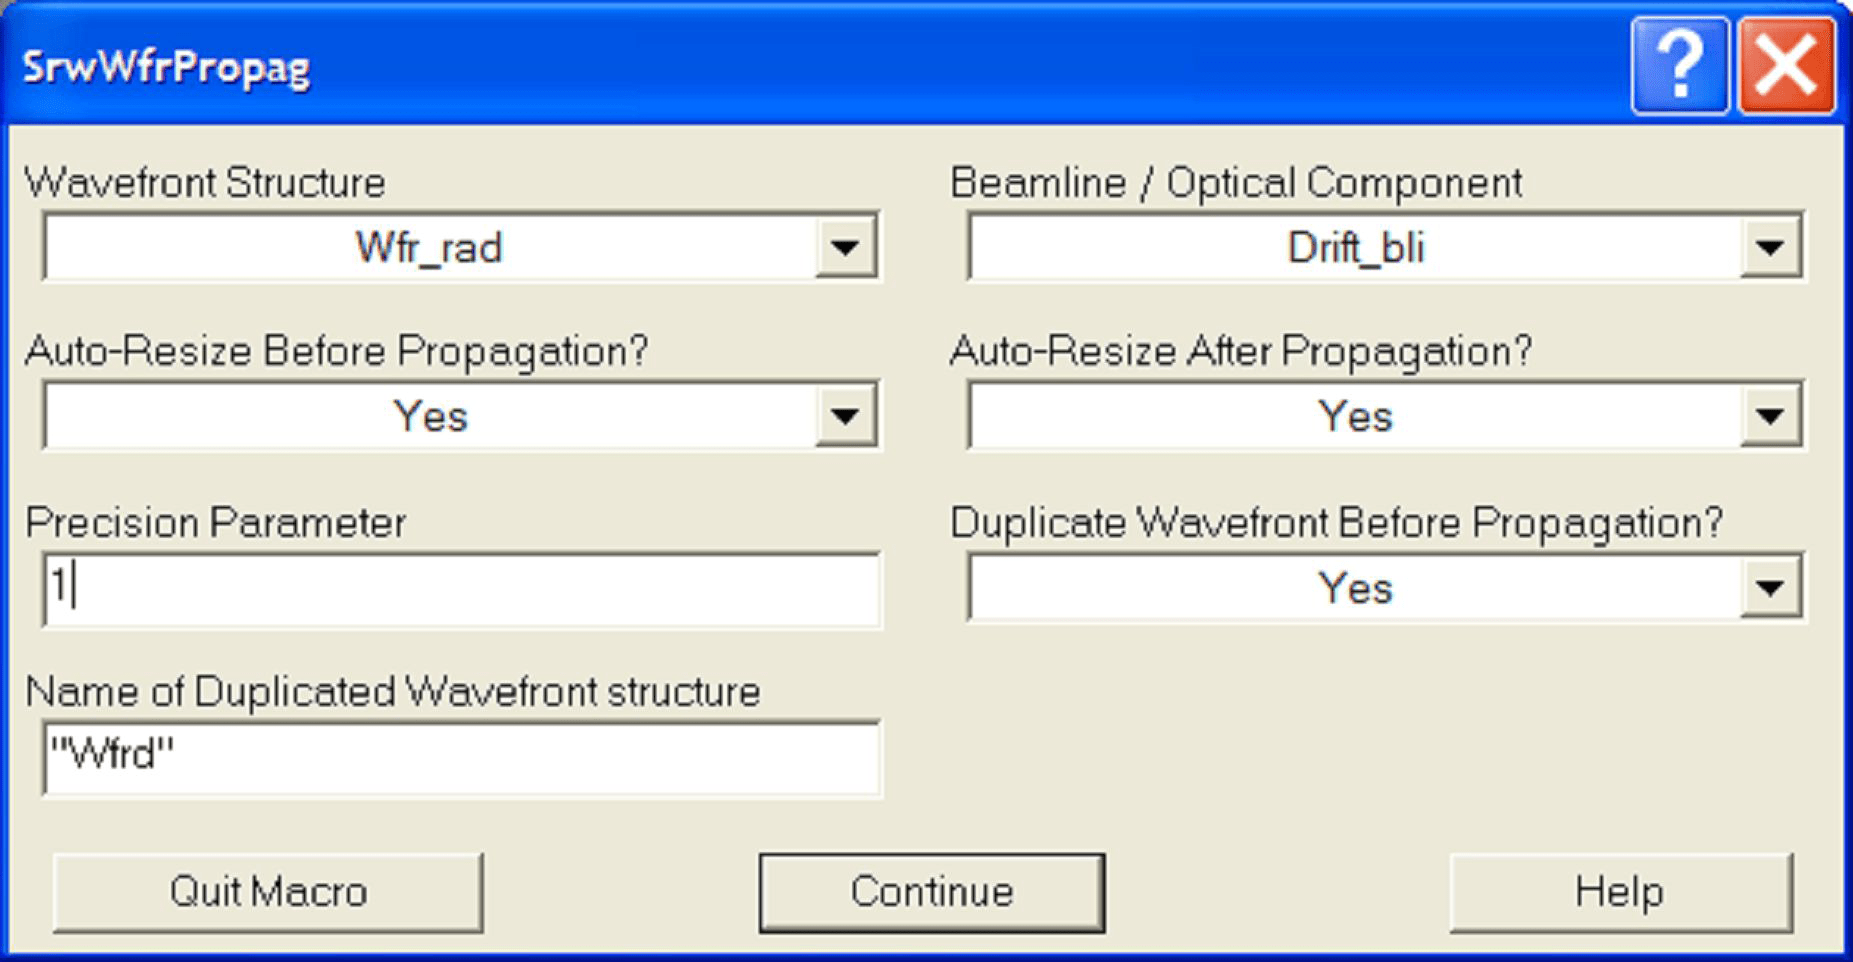 SrwWfrPropag
?
Wavefront Structure
Beamline / Optical Component
Wfr_rad
Drift_bli
Auto-Resize Before Propagation?
Auto-Resize After Propagation?
Yes
Yes
Precision Parameter
Duplicate Wavefront Before Propagation?
1
Yes
Name of Duplicated Wavefront structure
"Wfrd"
Quit Macro
Continue
Help